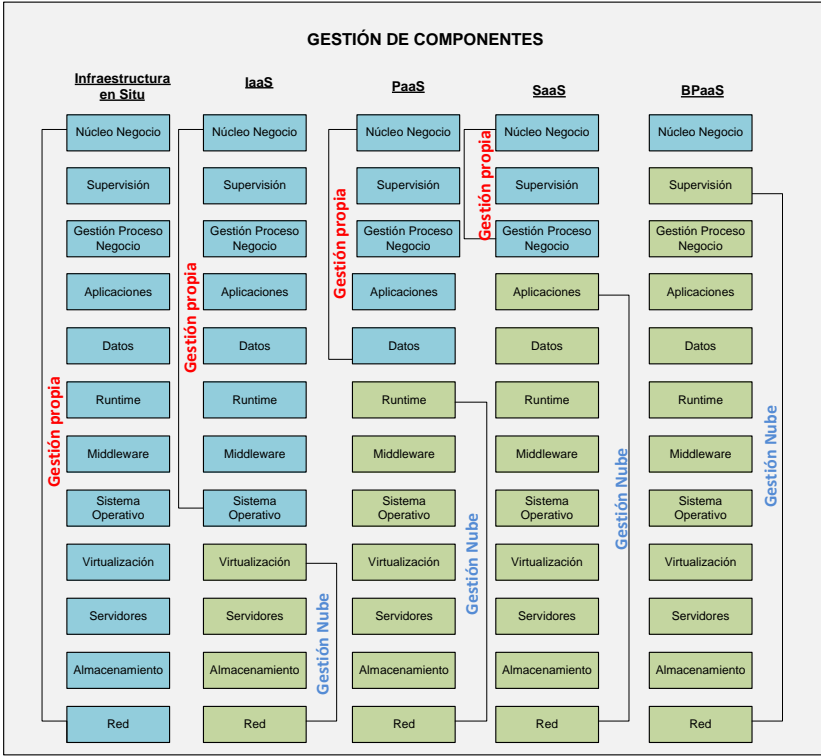 GESTIÓN DE COMPONENTES
Infraestructura
en Situ
Núcleo Negocio
Supervisión
Gestión Proceso
Negocio
Aplicaciones
Datos
Runtime
Middleware
Sistema
Operativo
Virtualización
Servidores
Almacenamiento
Red
Gestión propia
IaaS
Núcleo Negocio
Supervisión
Gestión Proceso
Negocio
Aplicaciones
Datos
Runtime
Middleware
Sistema
Operativo
Virtualización
Servidores
Almacenamiento
Red
Gestión propia
Gestión Nube
PaaS
Núcleo Negocio
Supervisión
Gestión Proceso
Negocio
Aplicaciones
Datos
Runtime
Middleware
Sistema
Operativo
Virtualización
Servidores
Almacenamiento
Red
Gestión propia
Gestión Nube
SaaS
Núcleo Negocio
Supervisión
Gestión Proceso
Negocio
Aplicaciones
Datos
Runtime
Middleware
Sistema
Operativo
Virtualización
Servidores
Almacenamiento
Red
Gestión propia
Gestión Nube
BPaaS
Núcleo Negocio
Supervisión
Gestión Proceso
Negocio
Aplicaciones
Datos
Runtime
Middleware
Sistema
Operativo
Virtualización
Servidores
Almacenamiento
Red
Gestión Nube